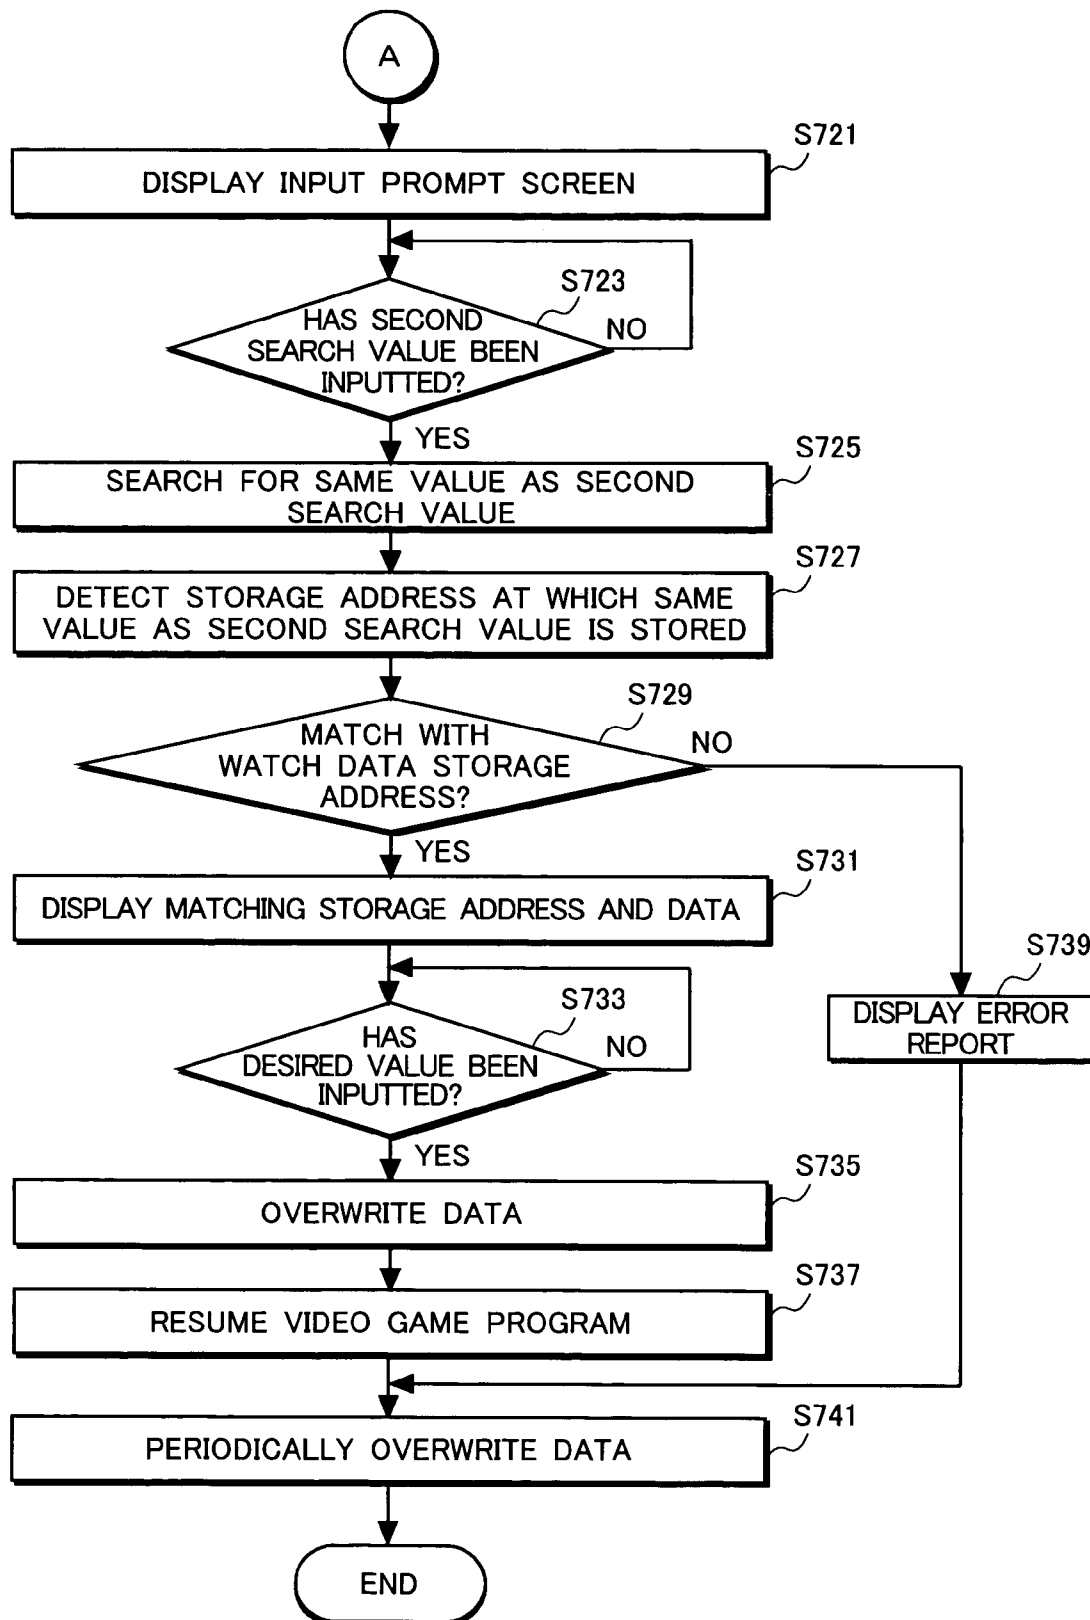 A
S721
DISPLAY INPUT PROMPT SCREEN
S723
HAS SECOND
SEARCH VALUE BEEN
INPUTTED?
NO
YES
S725
SEARCH FOR SAME VALUE AS SECOND
SEARCH VALUE
S727
DETECT STORAGE ADDRESS AT WHICH SAME
VALUE AS SECOND SEARCH VALUE IS STORED
S729
MATCH WITH
WATCH DATA STORAGE
ADDRESS?
NO
YES
S731
DISPLAY MATCHING STORAGE ADDRESS AND DATA
S733
HAS
DESIRED VALUE BEEN
INPUTTED?
NO
S739
DISPLAY ERROR
REPORT
YES
S735
OVERWRITE DATA
S737
RESUME VIDEO GAME PROGRAM
S741
PERIODICALLY OVERWRITE DATA
END